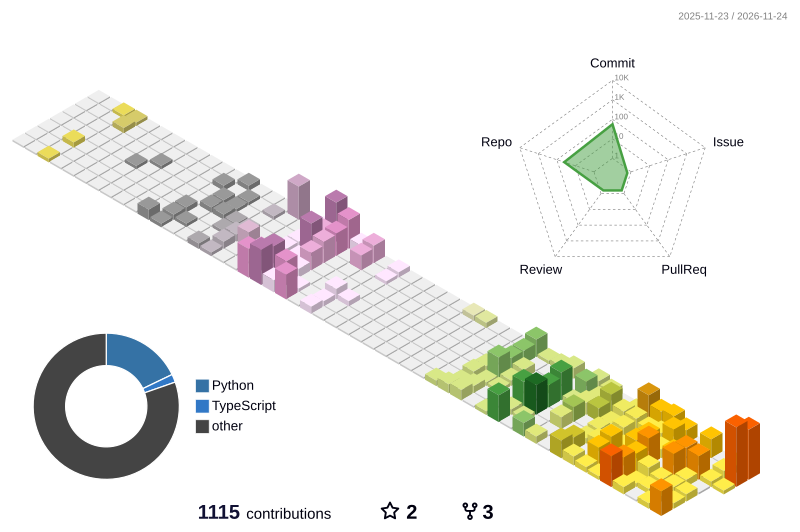 2025-11-23 / 2026-11-24
Commit
10K
1K
100
10
1
Issue
Repo
Review
PullReq
Python
TypeScript
other
1115 contributions
2
3